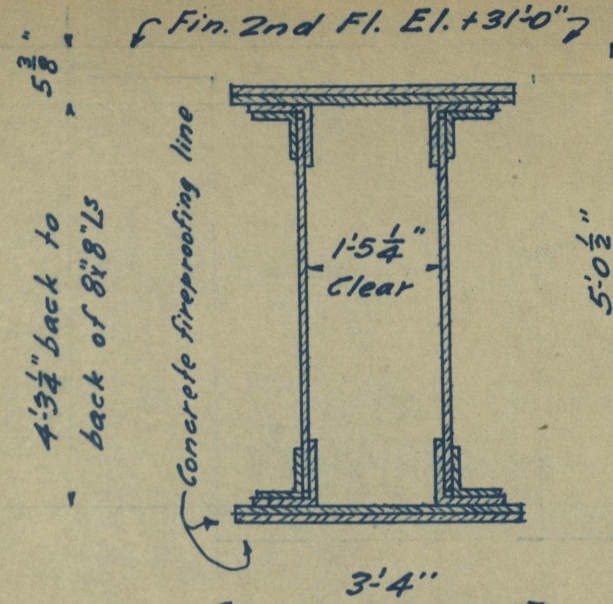 Fin. 2nd Fl. El. +31'-0"
5 3/8"
4'-3 1/4" back to
back of 8"x8" Ls
Concrete fireproofing line
1'-5 1/4"
Clear
5'-0 1/2"
3'-4"